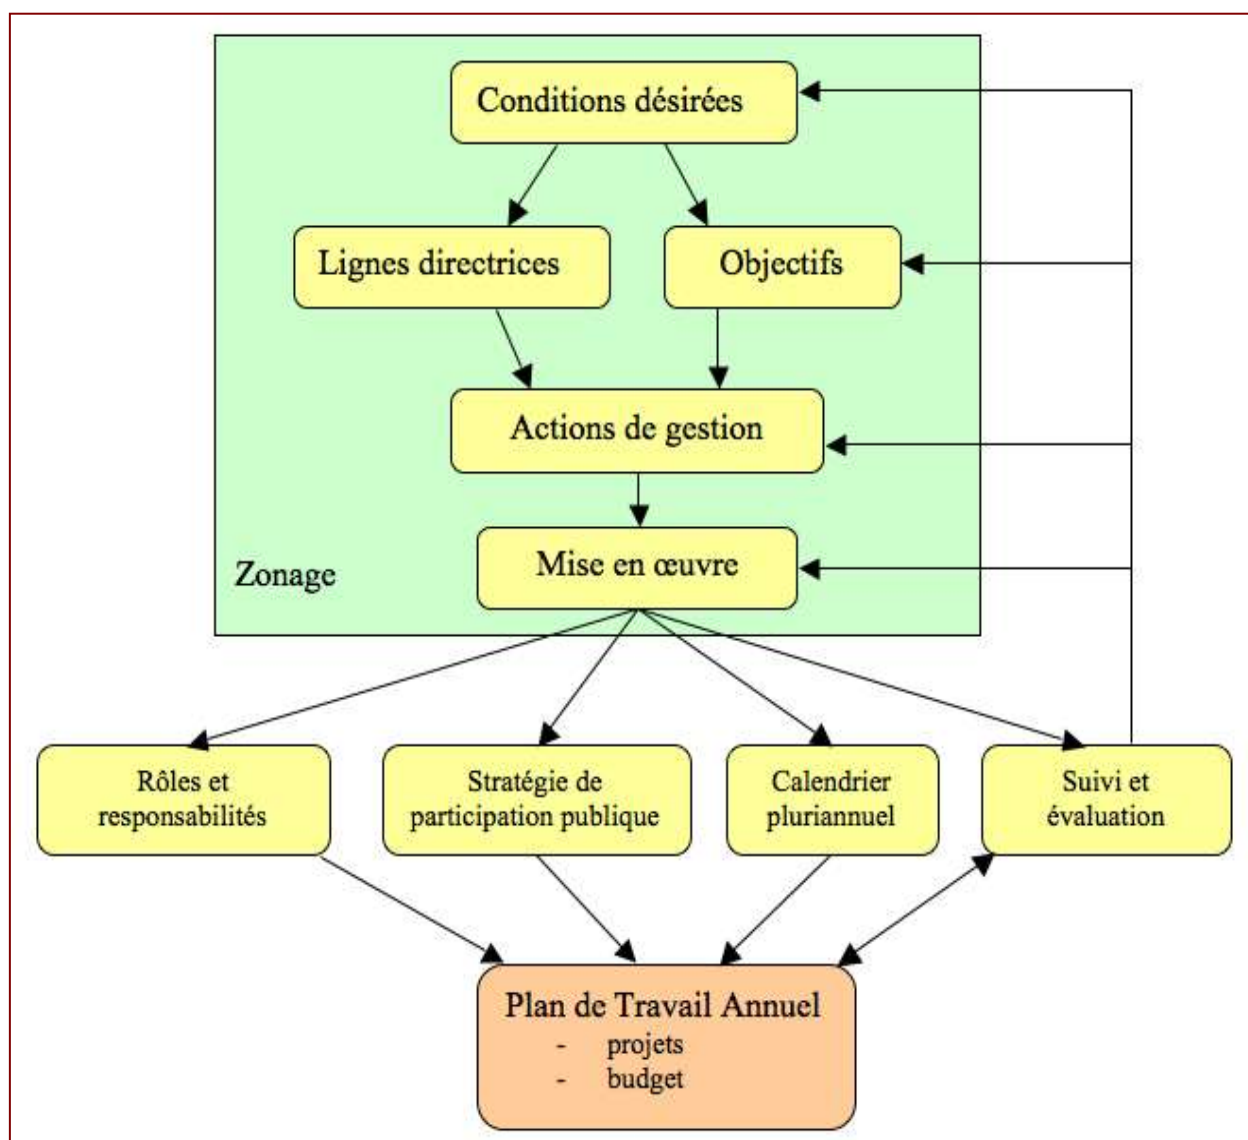 Conditions désirées
Lignes directrices
Objectifs
Actions de gestion
Mise en œuvre
Zonage
Rôles et
responsabilités
Stratégie de
participation publique
Calendrier
pluriannuel
Suivi et
évaluation
Plan de Travail Annuel
- projets
- budget